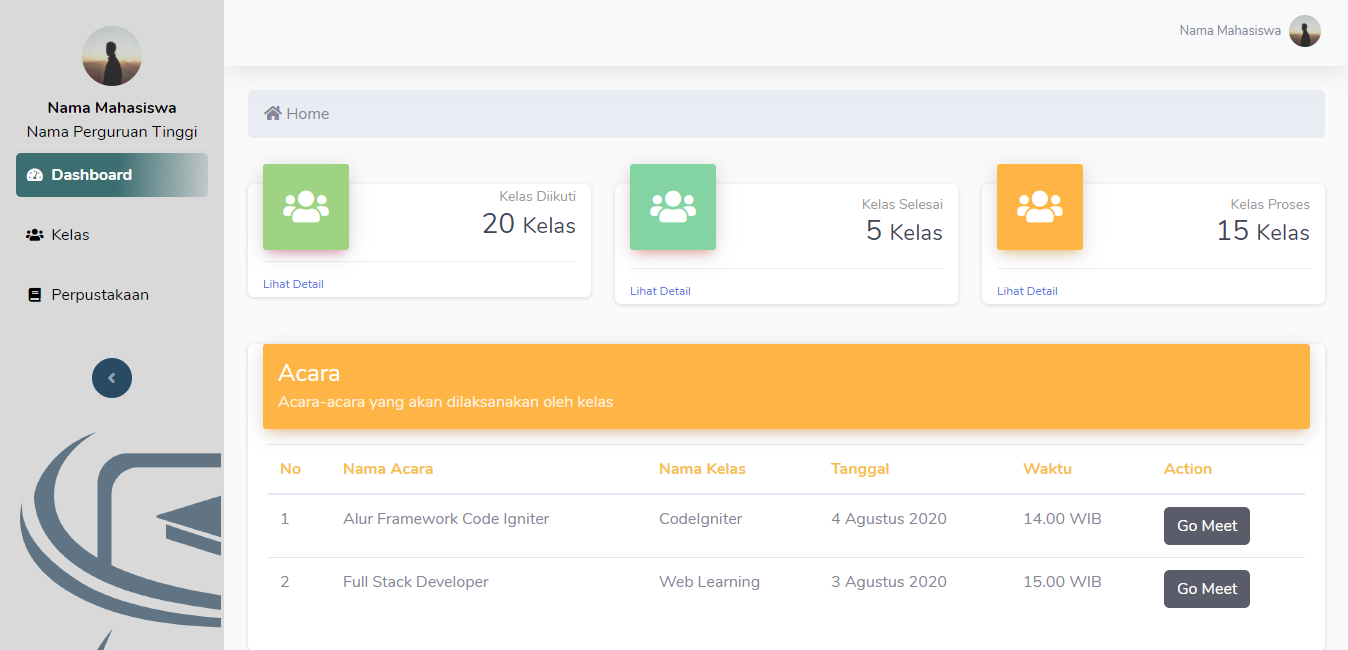 Nama Mahasiswa
Nama Mahasiswa
Nama Perguruan Tinggi
Dashboard
Kelas
Perpustakaan
Home
Kelas Diikuti
20 Kelas
Lihat Detail
Kelas Selesai
5 Kelas
Lihat Detail
Kelas Proses
15 Kelas
Lihat Detail
Acara
Acara-acara yang akan dilaksanakan oleh kelas
No Nama Acara Nama Kelas Tanggal Waktu Action
1 Alur Framework Code Igniter CodeIgniter 4 Agustus 2020 14.00 WIB Go Meet
2 Full Stack Developer Web Learning 3 Agustus 2020 15.00 WIB Go Meet